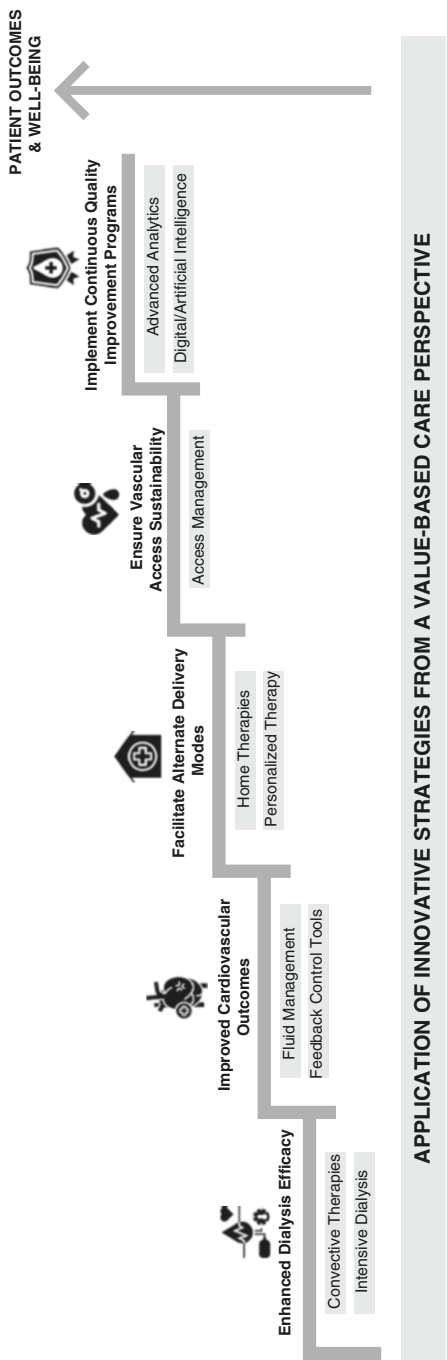 PATIENT OUTCOMES
& WELL-BEING
Implement Continuous Quality
Improvement Programs
Advanced Analytics
Digital/Artificial Intelligence
Ensure Vascular
Access Sustainability
Access Management
Facilitate Alternate Delivery
Modes
Home Therapies
Personalized Therapy
Improved Cardiovascular
Outcomes
Fluid Management
Feedback Control Tools
Enhanced Dialysis Efficacy
Convective Therapies
Intensive Dialysis
APPLICATION OF INNOVATIVE STRATEGIES FROM A VALUE-BASED CARE PERSPECTIVE